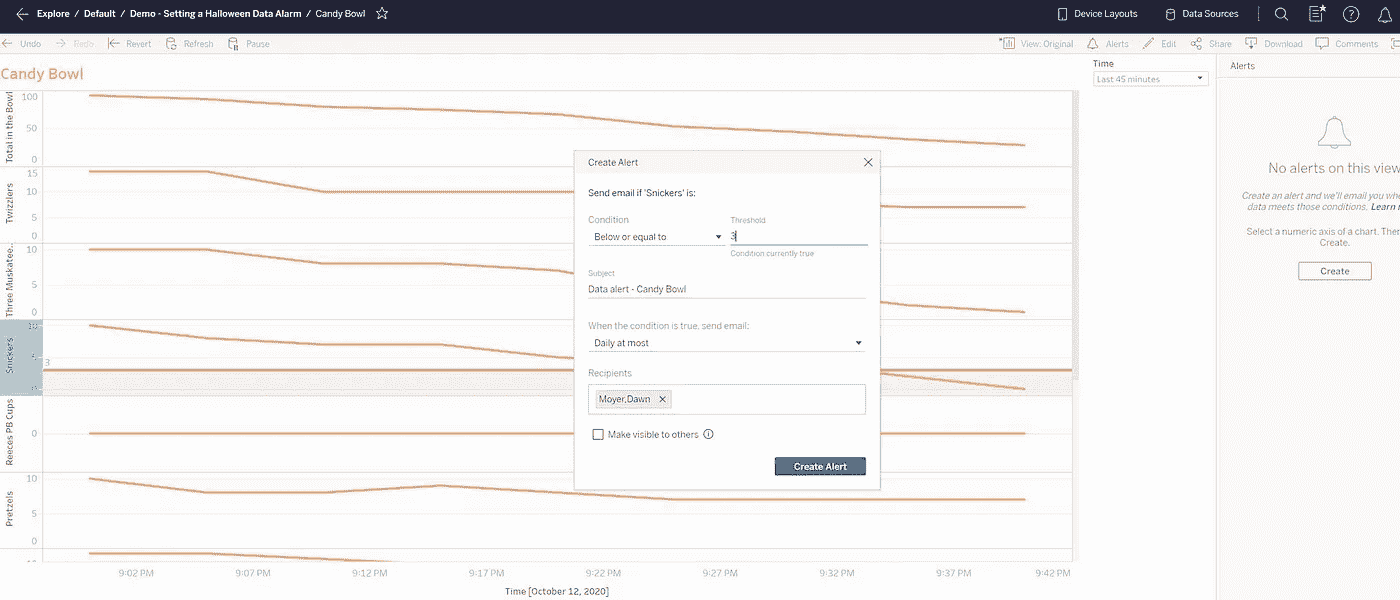 Explore / Default / Demo - Setting a Halloween Data Alarm / Candy Bowl
Device Layouts
Data Sources
Undo
Redo
Revert
Refresh
Pause
View: Original
Alerts
Edit
Share
Download
Comments
Candy Bowl
Time
Last 45 minutes
Alerts
No alerts on this view
Create an alert and we'll email you whe
data meets those conditions. Learn
Select a numeric axis of a chart. Ther
Create.
Create
Total in the Bowl
100
50
0
Twizzlers
15
10
5
0
Three Muskatee..
10
5
0
Snickers
10
5
0
3
Reeces PB Cups
0
Pretzels
10
5
0
9:02 PM
9:07 PM
9:12 PM
9:17 PM
9:22 PM
9:27 PM
9:32 PM
9:37 PM
9:42 PM
Time [October 12, 2020]
Create Alert
Send email if 'Snickers' is:
Condition
Threshold
Below or equal to
3
Condition currently true
Subject
Data alert - Candy Bowl
When the condition is true, send email:
Daily at most
Recipients
Moyer,Dawn
Make visible to others
Create Alert